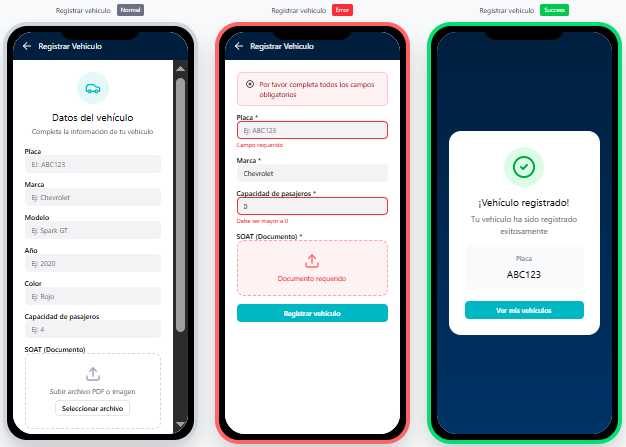 Registrar vehículo Normal
Registrar Vehículo
Datos del vehículo
Completa la información de tu vehículo
Placa
Ej: ABC123
Marca
Ej: Chevrolet
Modelo
Ej: Spark GT
Año
Ej: 2020
Color
Ej: Rojo
Capacidad de pasajeros
Ej: 4
SOAT (Documento)
Subir archivo PDF o imagen
Seleccionar archivo
Registrar vehículo Error
Registrar Vehículo
Por favor completa todos los campos
obligatorios
Placa *
Ej: ABC123
Campo requerido
Marca *
Chevrolet
Capacidad de pasajeros *
0
Debe ser mayor a 0
SOAT (Documento) *
Documento requerido
Registrar vehículo
Registrar vehículo Success
¡Vehículo registrado!
Tu vehículo ha sido registrado
exitosamente
Placa
ABC123
Ver mis vehículos